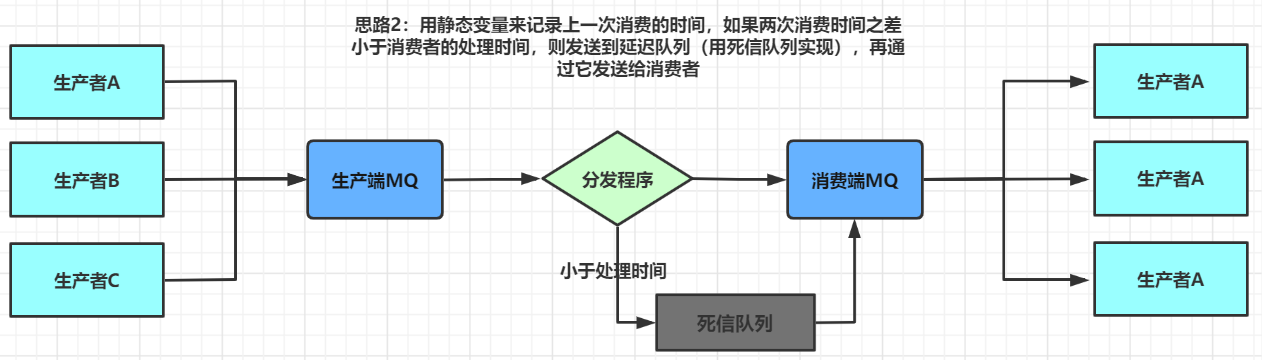 思路2：用静态变量来记录上一次消费的时间，如果两次消费时间之差
小于消费者的处理时间，则发送到延迟队列（用死信队列实现），再通
过它发送给消费者
生产者A
生产者B
生产者C
生产端MQ
分发程序
小于处理时间
死信队列
消费端MQ
生产者A
生产者A
生产者A